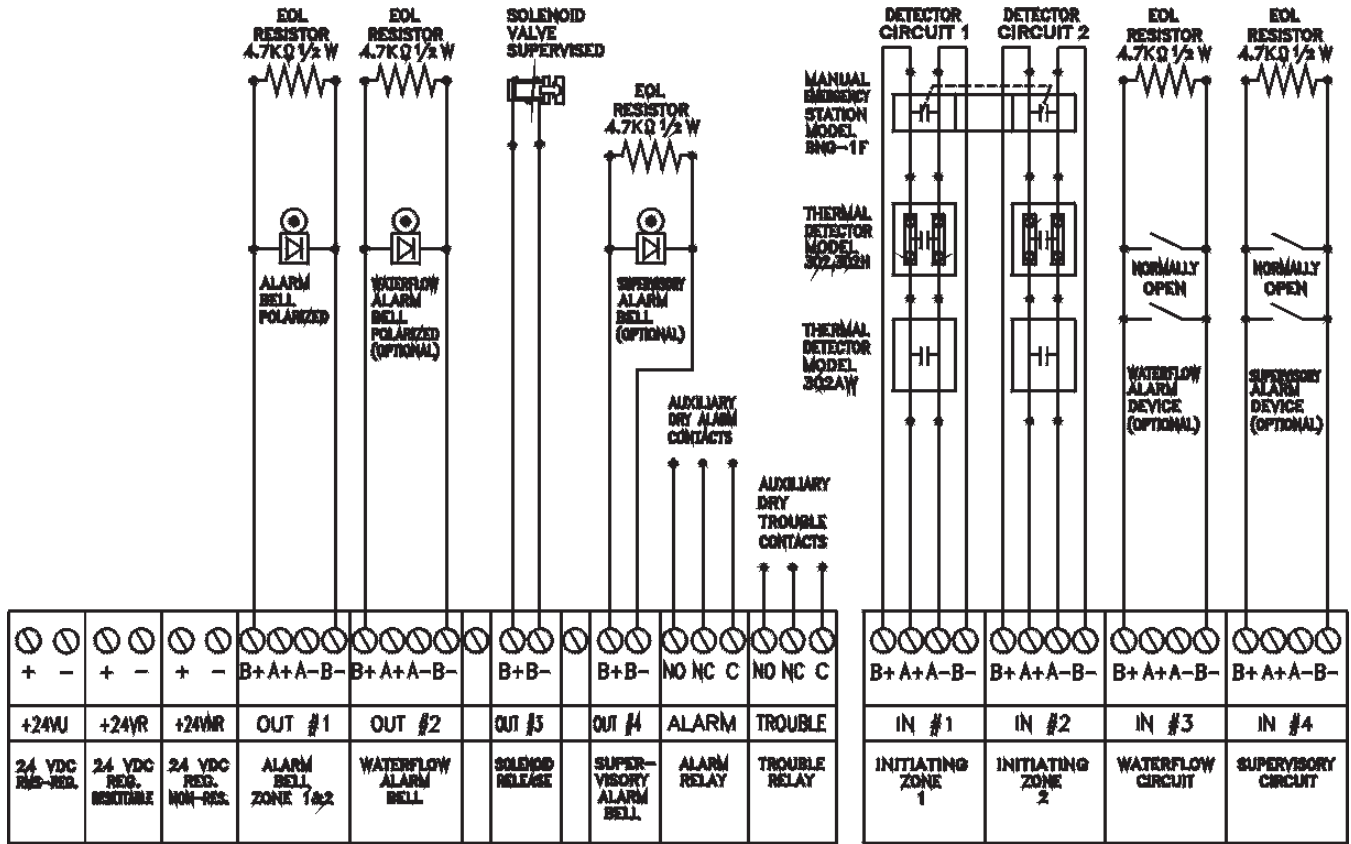 EOL
RESISTOR
4.7KΩ 1/2 W
EOL
RESISTOR
4.7KΩ 1/2 W
SOLENOID
VALVE
SUPERVISED
EOL
RESISTOR
4.7KΩ 1/2 W
DETECTOR
CIRCUIT 1
DETECTOR
CIRCUIT 2
EOL
RESISTOR
4.7KΩ 1/2 W
EOL
RESISTOR
4.7KΩ 1/2 W
MANUAL
EMERGENCY
STATION
MODEL
BNG-1F
THERMAL
DETECTOR
MODEL
302,302H
THERMAL
DETECTOR
MODEL
302AW
ALARM
BELL
POLARIZED
WATERFLOW
ALARM
BELL
POLARIZED
(OPTIONAL)
SUPERVISORY
ALARM
BELL
(OPTIONAL)
NORMALLY
OPEN
NORMALLY
OPEN
WATERFLOW
ALARM
DEVICE
(OPTIONAL)
SUPERVISORY
ALARM
DEVICE
(OPTIONAL)
AUXILIARY
DRY ALARM
CONTACTS
AUXILIARY
DRY
TROUBLE
CONTACTS
+ - + - + - B+ A+ A- B- B+ A+ A- B- B+ B- B+ B- NO NC C NO NC C
B+ A+ A- B- B+ A+ A- B- B+ A+ A- B- B+ A+ A- B-
+24VU +24VR +24VNR OUT #1 OUT #2 OUT #3 OUT #4 ALARM TROUBLE
IN #1 IN #2 IN #3 IN #4
24 VDC
24 VDC
REG.
RESETTABLE
24 VDC
REG.
NON-RES.
ALARM
BELL
ZONE 1&2
WATERFLOW
ALARM
BELL
SOLENOID
RELEASE
SUPER-
VISORY
ALARM
BELL
ALARM
RELAY
TROUBLE
RELAY
INITIATING
ZONE
1
INITIATING
ZONE
2
WATERFLOW
CIRCUIT
SUPERVISORY
CIRCUIT